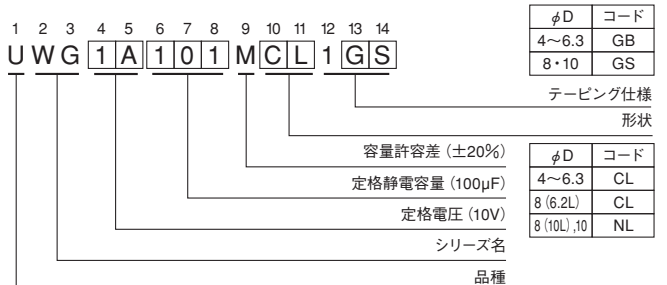 1 2 3 4 5 6 7 8 9 10 11 12 13 14
U W G 1 A 1 0 1 M C L 1 G S
φD コード
4～6.3 GB
8・10 GS
テーピング仕様
形状
容量許容差（±20%）
定格静電容量（100µF）
定格電圧（10V）
シリーズ名
品種
φD コード
4～6.3 CL
8（6.2L） CL
8（10L）,10 NL